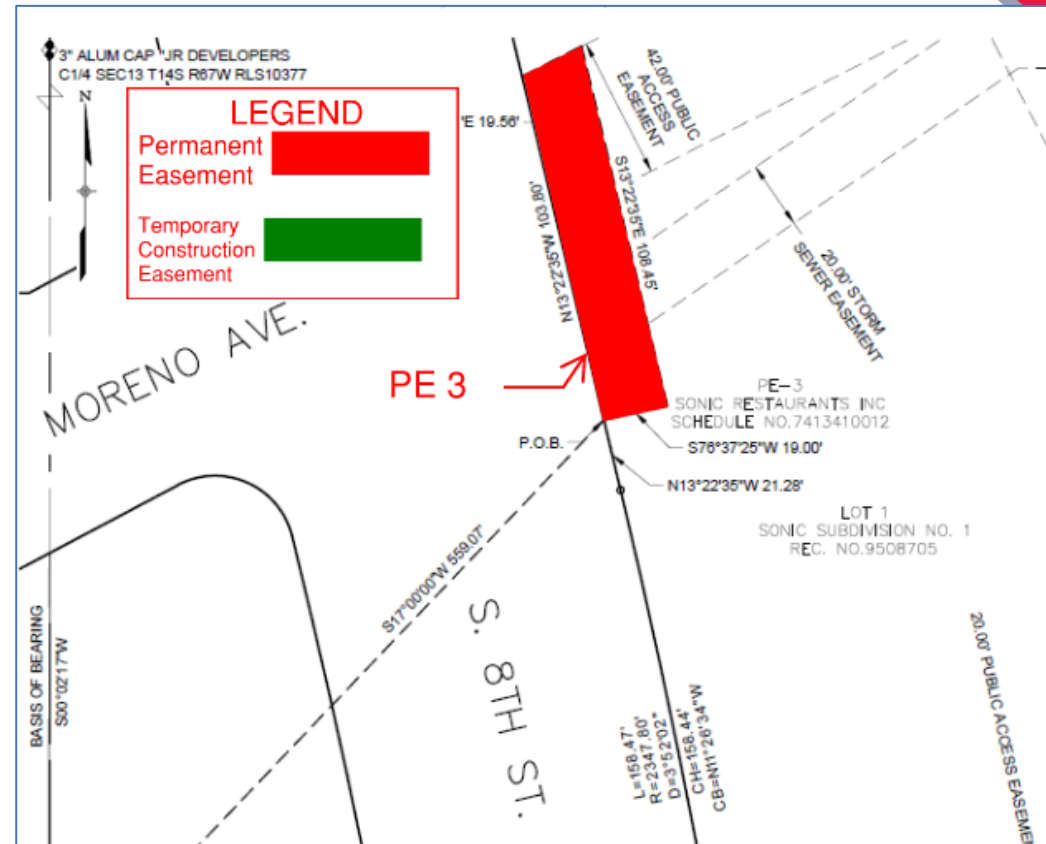 3" ALUM CAP "JR DEVELOPERS
C1/4 SEC13 T14S R67W RLS10377
N
LEGEND
Permanent
Easement
Temporary
Construction
Easement
'E 19.56'
42.00' PUBLIC
ACCESS
EASEMENT
S13°22'35"E 108.45'
N13°22'35"W 103.80'
20.00' STORM
SEWER EASEMENT
MORENO AVE.
PE 3
PE-3
SONIC RESTAURANTS INC
SCHEDULE NO.7413410012
P.O.B.
S76°37'25"W 19.00'
N13°22'35"W 21.28'
LOT 1
SONIC SUBDIVISION NO. 1
REC. NO.9508705
S17°00'00"W 559.07'
S. 8TH ST.
BASIS OF BEARING
S00°02'17"W
L=158.47'
R=2347.80'
D=3°52'02"
CH=158.44'
CB=N11°26'34"W
20.00' PUBLIC ACCESS EASEME